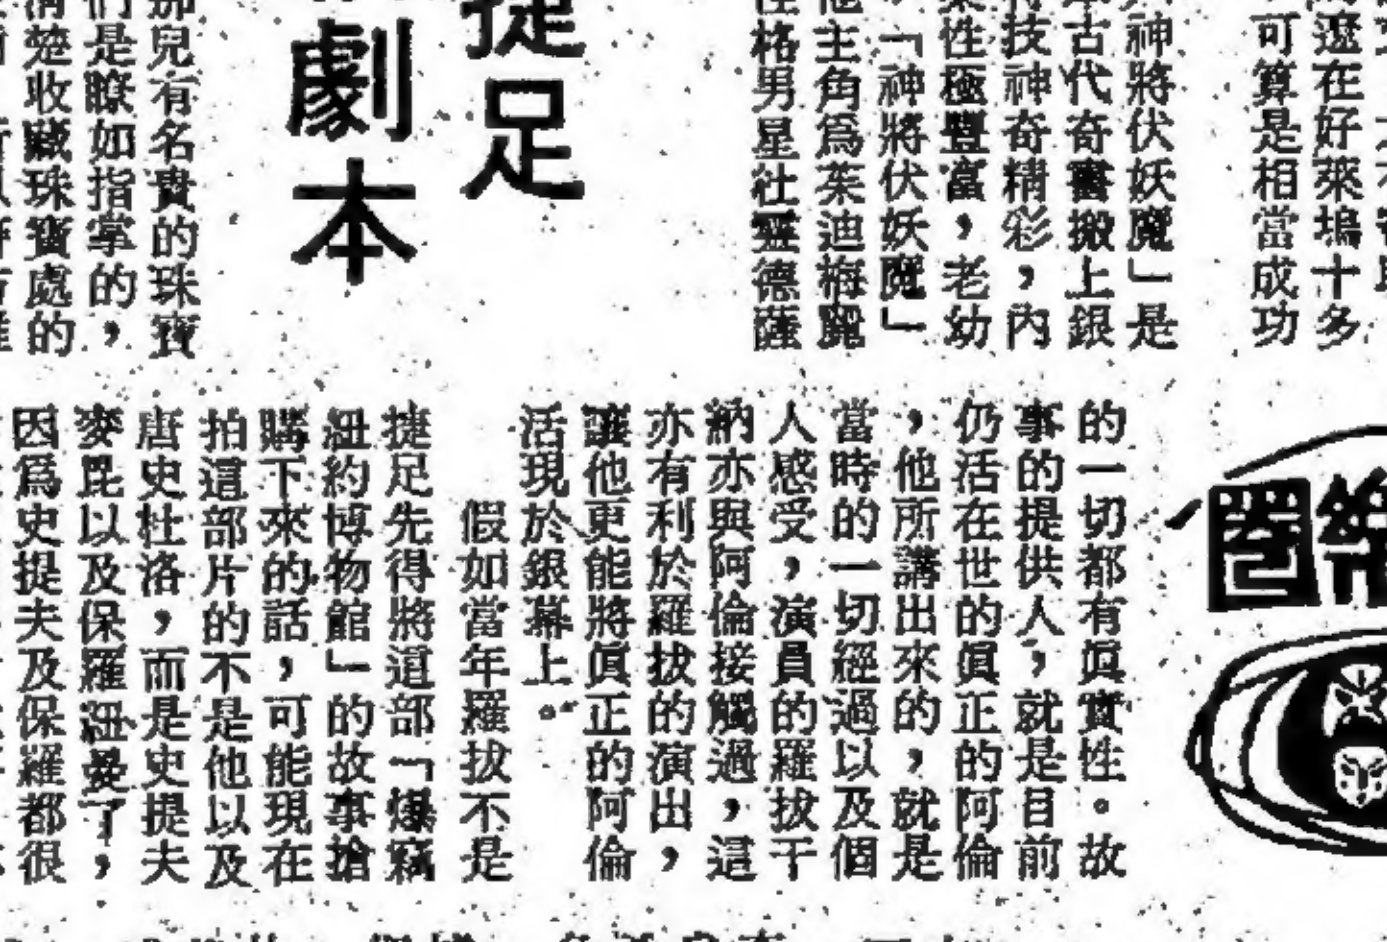 可算是相當成功
遼在好萊塢十多
神將伏妖魔」是
古代奇書搬上銀
技神奇精彩，內
性極豐富，老幼
「神將伏妖魔」
主角爲茱迪梅麗
格男星社靈德薩
捷足
劇本
兒有名貴的珠寶
們是瞭如指掌的，
楚收藏珠寶處的
樂圈
的一切都有眞實性。故
事的提供人，就是目前
仍活在世的眞正的阿倫
，他所講出來的，就是
當時的一切經過以及個
人感受，演員的羅拔干
納亦與阿倫接觸過，這
亦有利於羅拔的演出，
讓他更能將眞正的阿倫
活現於銀幕上。
假如當年羅拔不是
捷足先得將這部「爆竊
紐約博物館」的故事搶
購下來的話，可能現在
拍這部片的不是他以及
唐史杜洛，而是史提夫
麥毘以及保羅紐曼了，
因爲史提夫及保羅都很